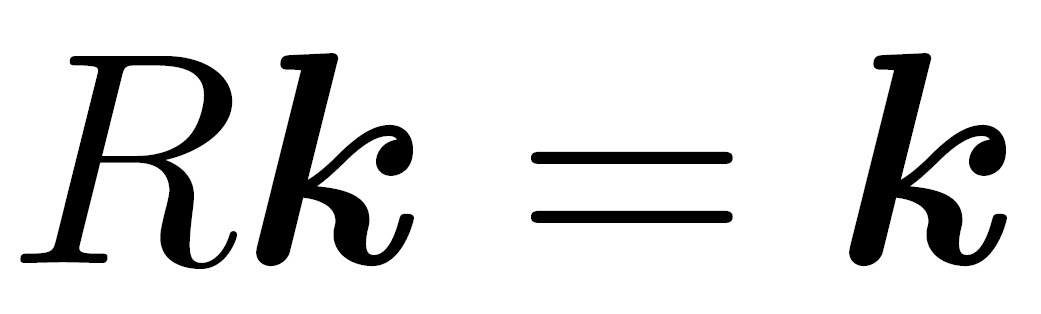 Rk = k